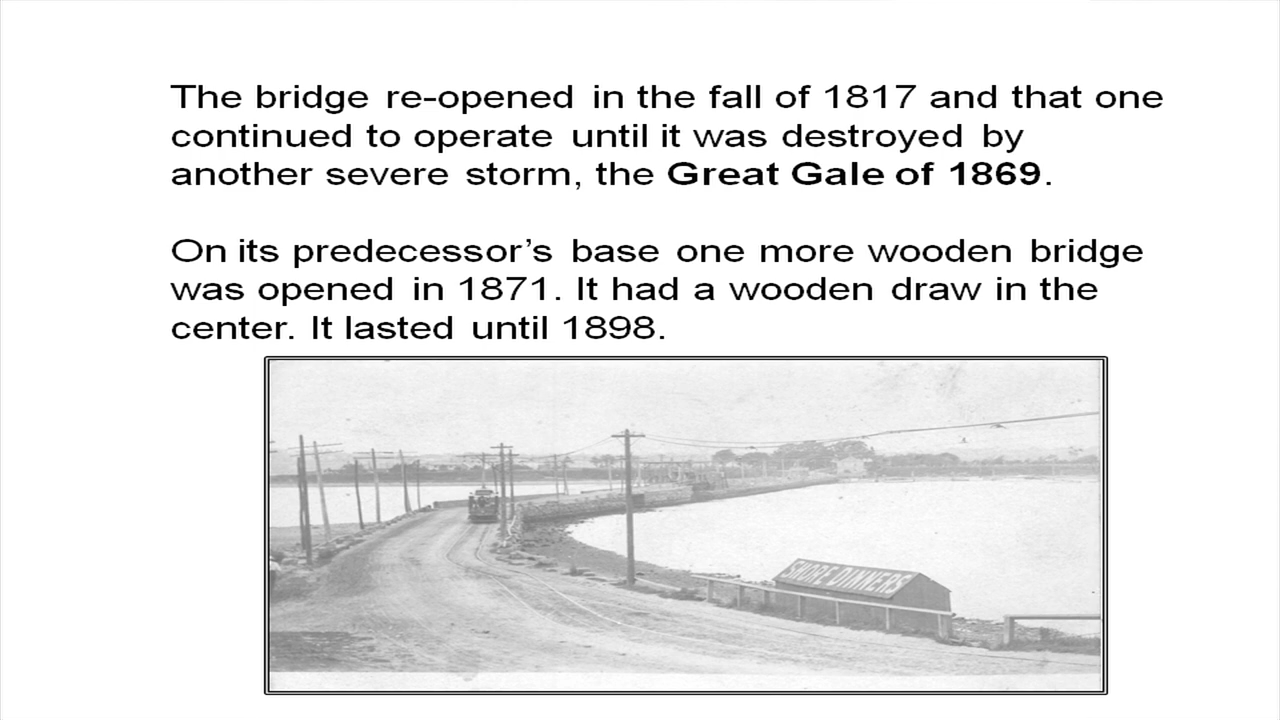 The bridge re-opened in the fall of 1817 and that one
continued to operate until it was destroyed by
another severe storm, the Great Gale of 1869.
On its predecessor’s base one more wooden bridge
was opened in 1871. It had a wooden draw in the
center. It lasted until 1898.
SHORE DINNERS